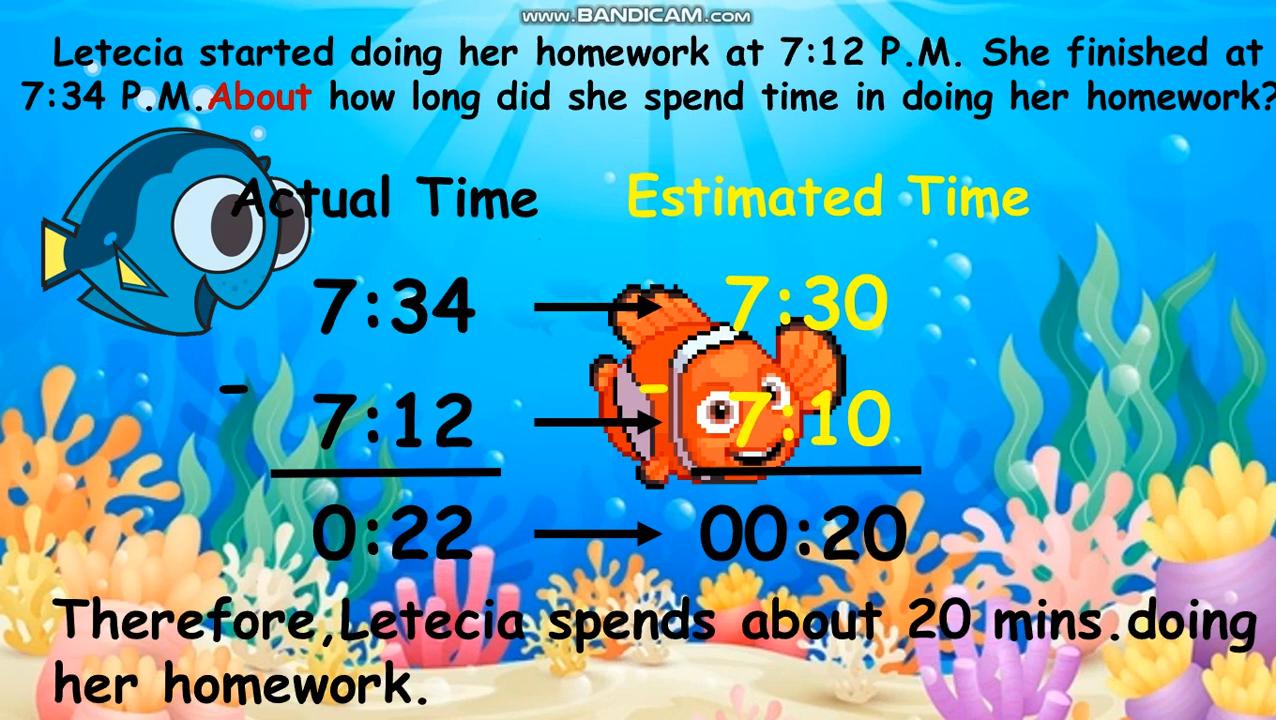 www.BANDICAM.com
Letecia started doing her homework at 7:12 P.M. She finished at
7:34 P.M.About how long did she spend time in doing her homework?
Actual Time Estimated Time
7:34 7:30
- 7:12 - 7:10
0:22 00:20
Therefore,Letecia spends about 20 mins.doing
her homework.